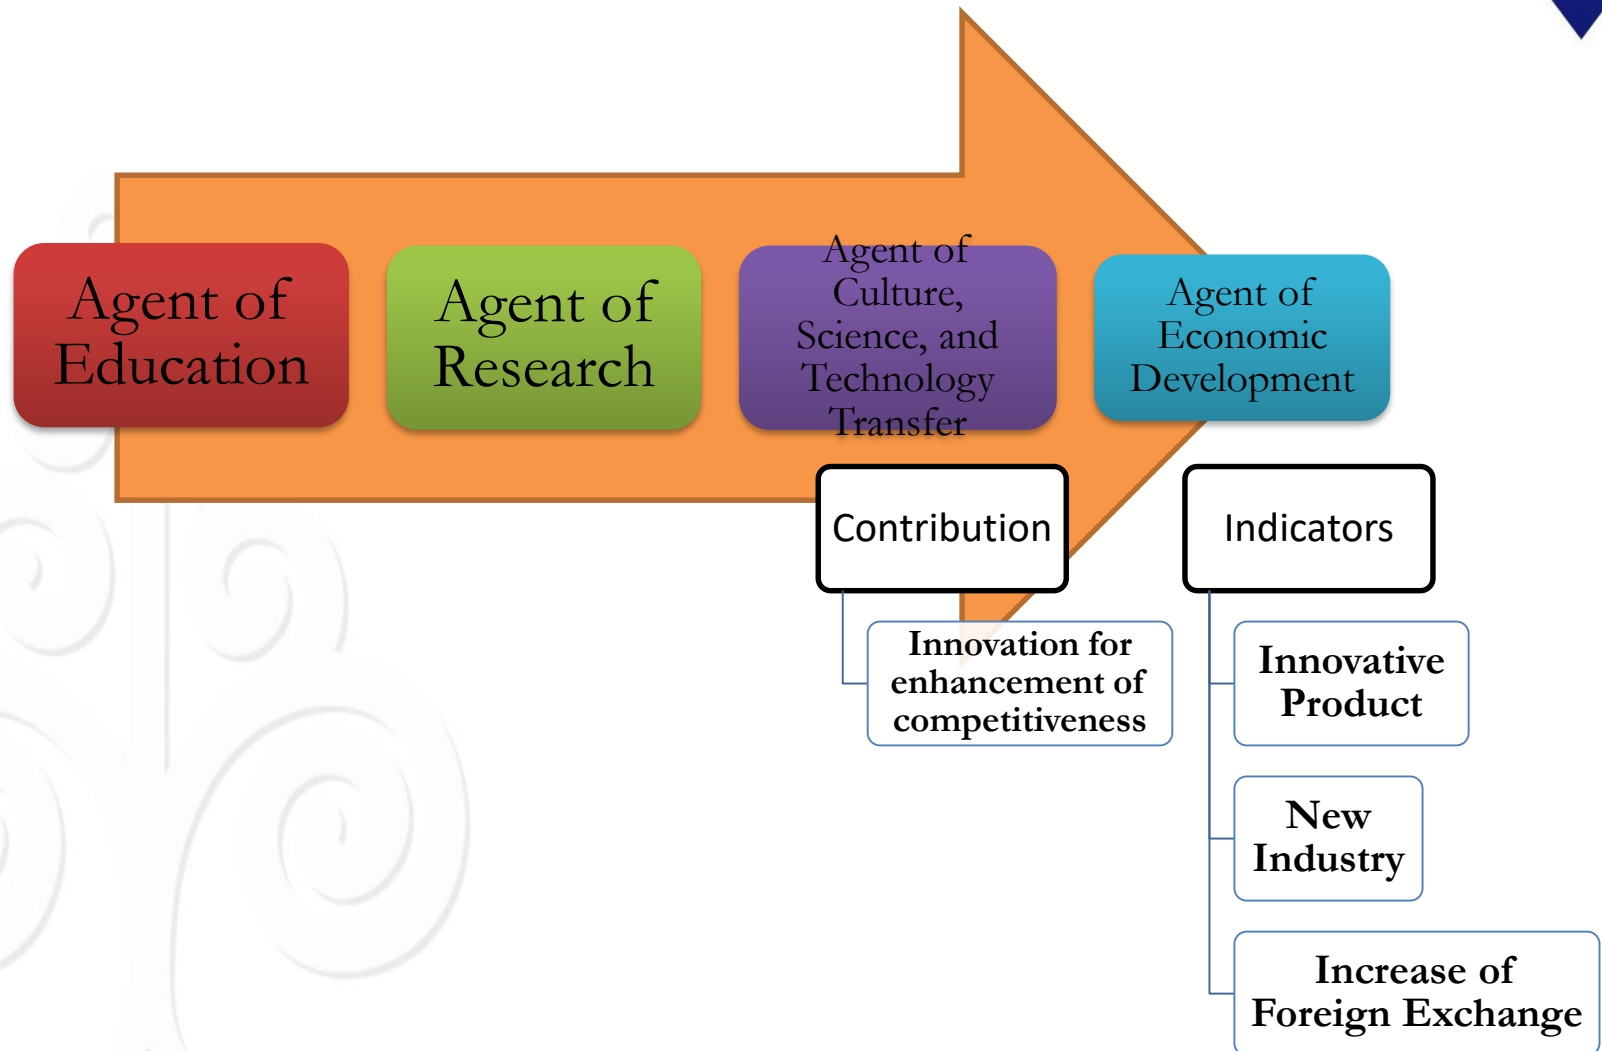 Agent of
Education
Agent of
Research
Agent of
Culture,
Science, and
Technology
Transfer
Agent of
Economic
Development
Contribution
Innovation for
enhancement of
competitiveness
Indicators
Innovative
Product
New
Industry
Increase of
Foreign Exchange